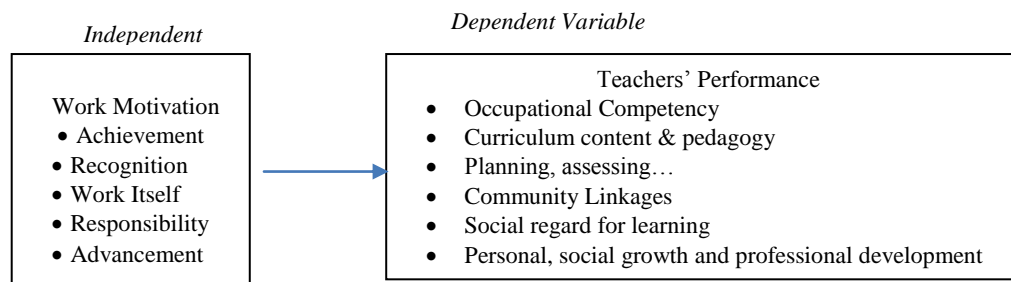 Independent
Dependent Variable
Work Motivation
• Achievement
• Recognition
• Work Itself
• Responsibility
• Advancement
Teachers’ Performance
• Occupational Competency
• Curriculum content & pedagogy
• Planning, assessing…
• Community Linkages
• Social regard for learning
• Personal, social growth and professional development